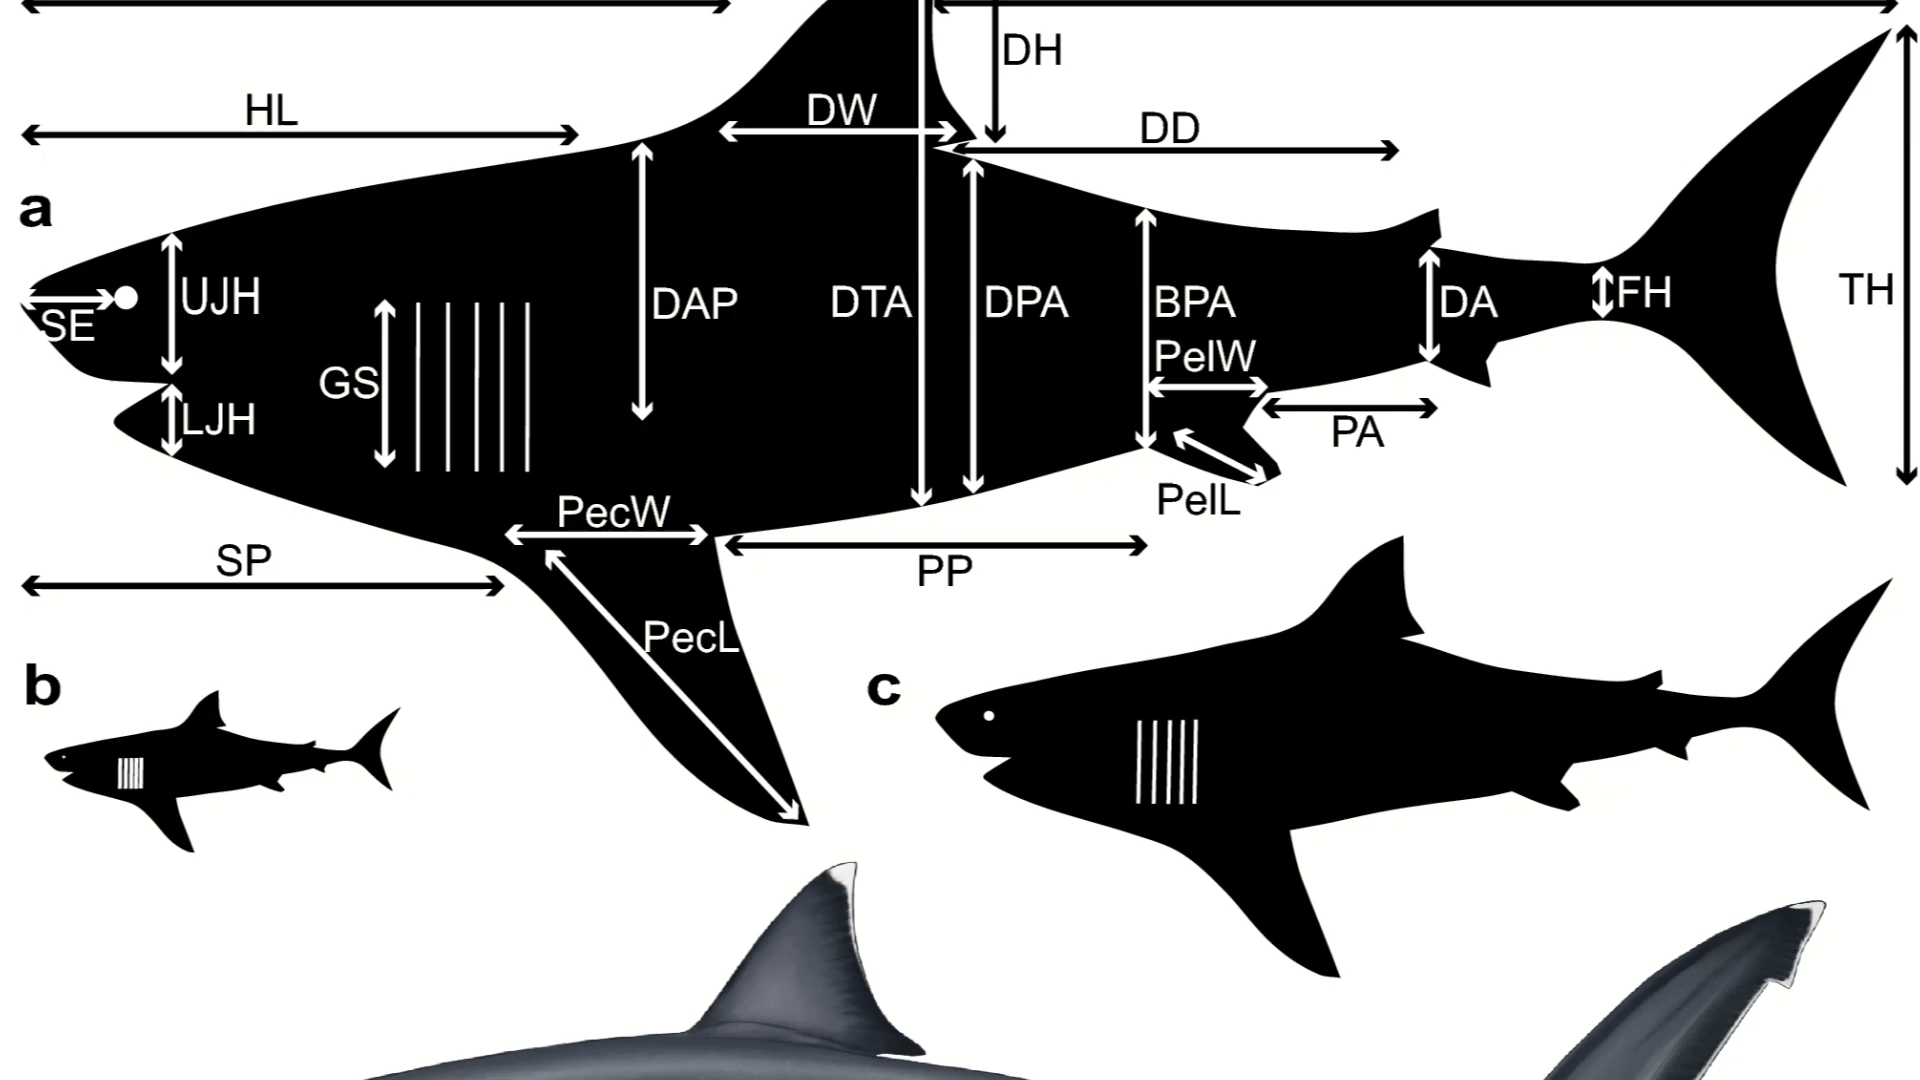 DH
HL
DW
DD
a
UJH
SE
DAP
DTA
DPA
BPA
DA
FH
TH
PelW
GS
LJH
PA
PelL
PecW
SP
PP
PecL
b
c